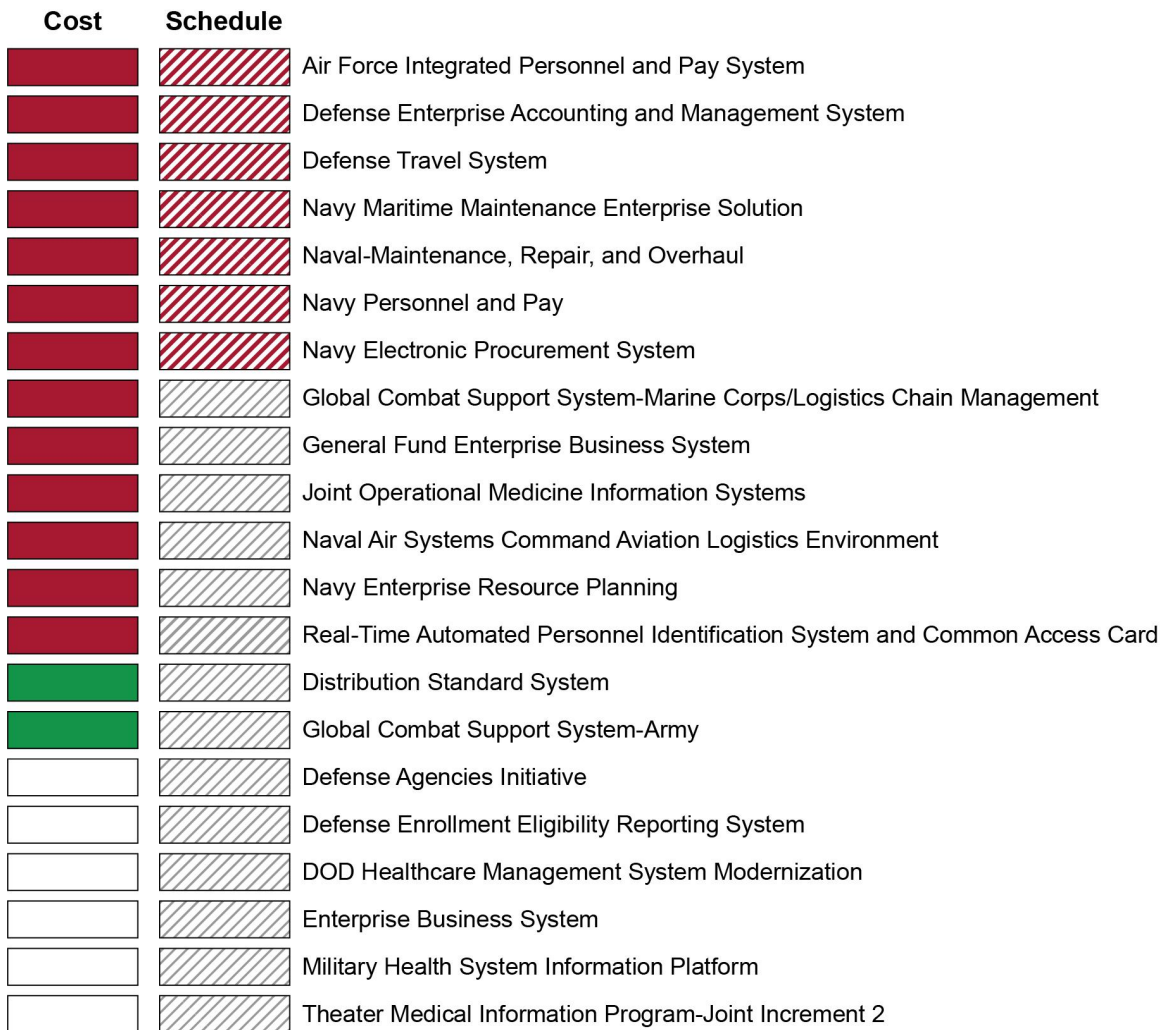 Cost Schedule
Air Force Integrated Personnel and Pay System
Defense Enterprise Accounting and Management System
Defense Travel System
Navy Maritime Maintenance Enterprise Solution
Naval-Maintenance, Repair, and Overhaul
Navy Personnel and Pay
Navy Electronic Procurement System
Global Combat Support System-Marine Corps/Logistics Chain Management
General Fund Enterprise Business System
Joint Operational Medicine Information Systems
Naval Air Systems Command Aviation Logistics Environment
Navy Enterprise Resource Planning
Real-Time Automated Personnel Identification System and Common Access Card
Distribution Standard System
Global Combat Support System-Army
Defense Agencies Initiative
Defense Enrollment Eligibility Reporting System
DOD Healthcare Management System Modernization
Enterprise Business System
Military Health System Information Platform
Theater Medical Information Program-Joint Increment 2